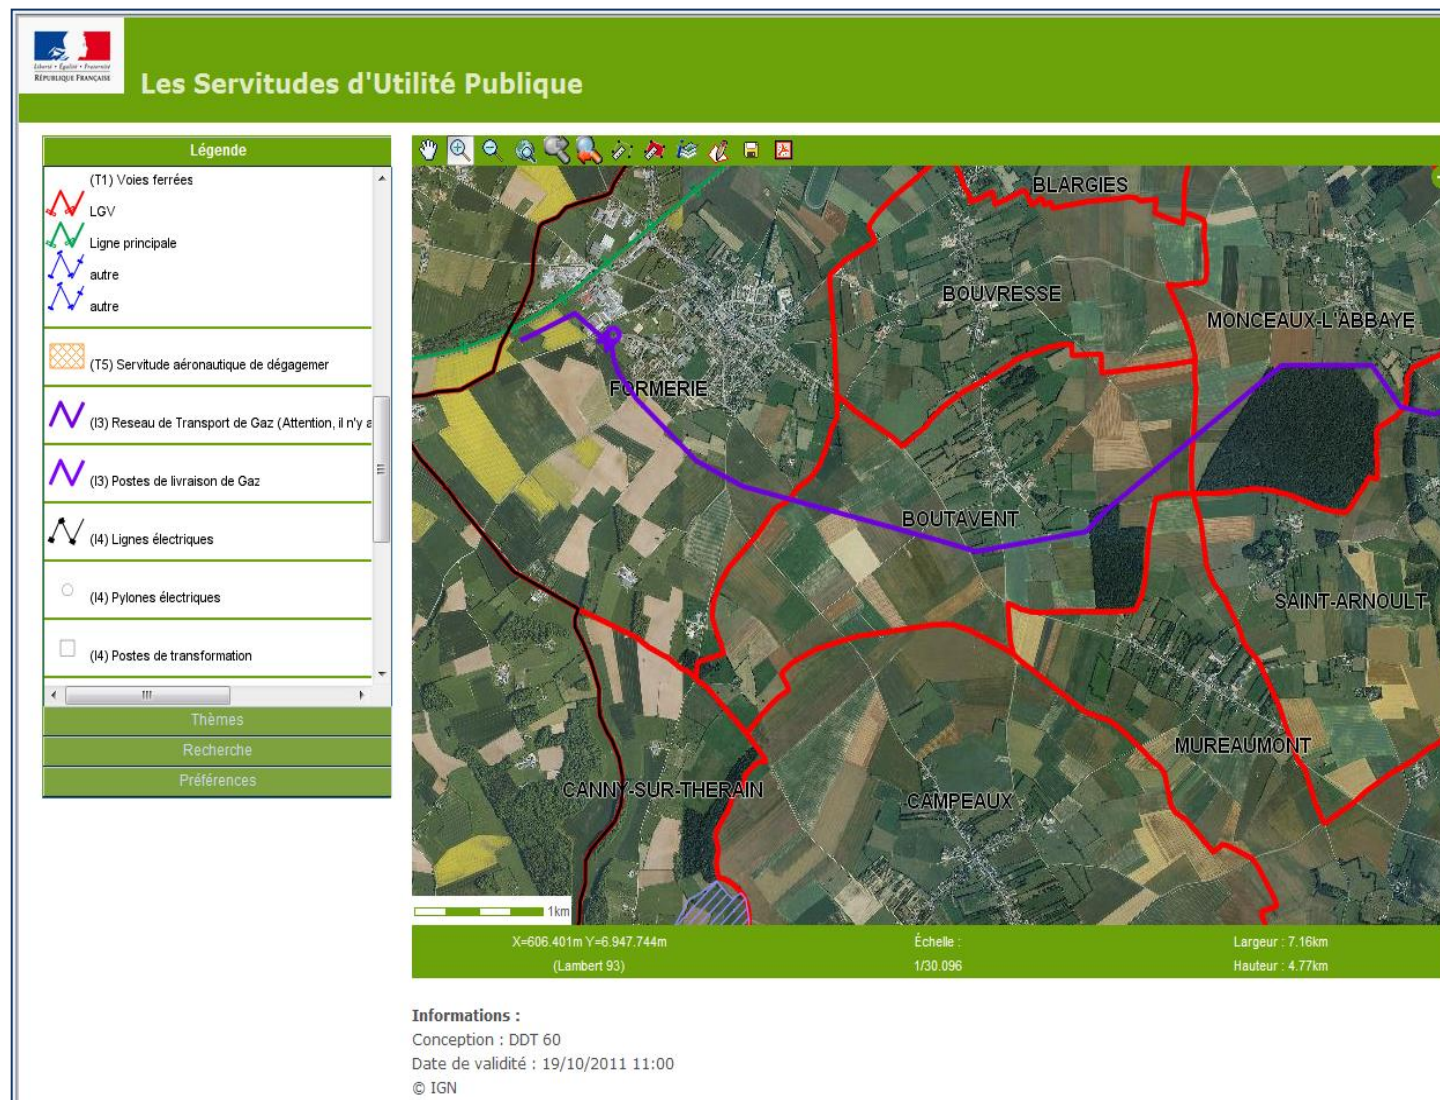 Liberté • Égalité • Fraternité
RÉPUBLIQUE FRANÇAISE
Les Servitudes d'Utilité Publique
Légende
(T1) Voies ferrées
LGV
Ligne principale
autre
autre
(T5) Servitude aéronautique de dégagemer
(I3) Reseau de Transport de Gaz (Attention, il n'y a
(I3) Postes de livraison de Gaz
(I4) Lignes électriques
(I4) Pylones électriques
(I4) Postes de transformation
Thèmes
Recherche
Préférences
BLARGIES
BOUVRESSE
MONCEAUX-L'ABBAYE
FORMERIE
BOUTAVENT
SAINT-ARNOULT
MUREAUMONT
CANNY-SUR-THERAIN
CAMPEAUX
1km
X=606.401m Y=6.947.744m
(Lambert 93)
Échelle :
1/30.096
Largeur : 7.16km
Hauteur : 4.77km
Informations :
Conception : DDT 60
Date de validité : 19/10/2011 11:00
© IGN